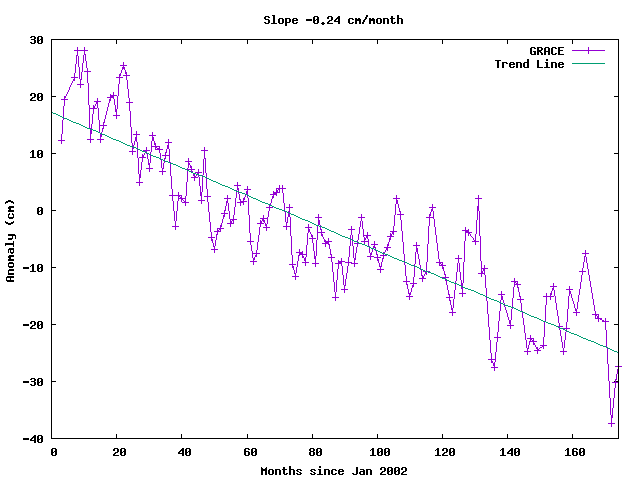 Slope -0.24 cm/month
GRACE
Trend Line
30
20
10
0
-10
-20
-30
-40
Anomaly (cm)
0 20 40 60 80 100 120 140 160
Months since Jan 2002